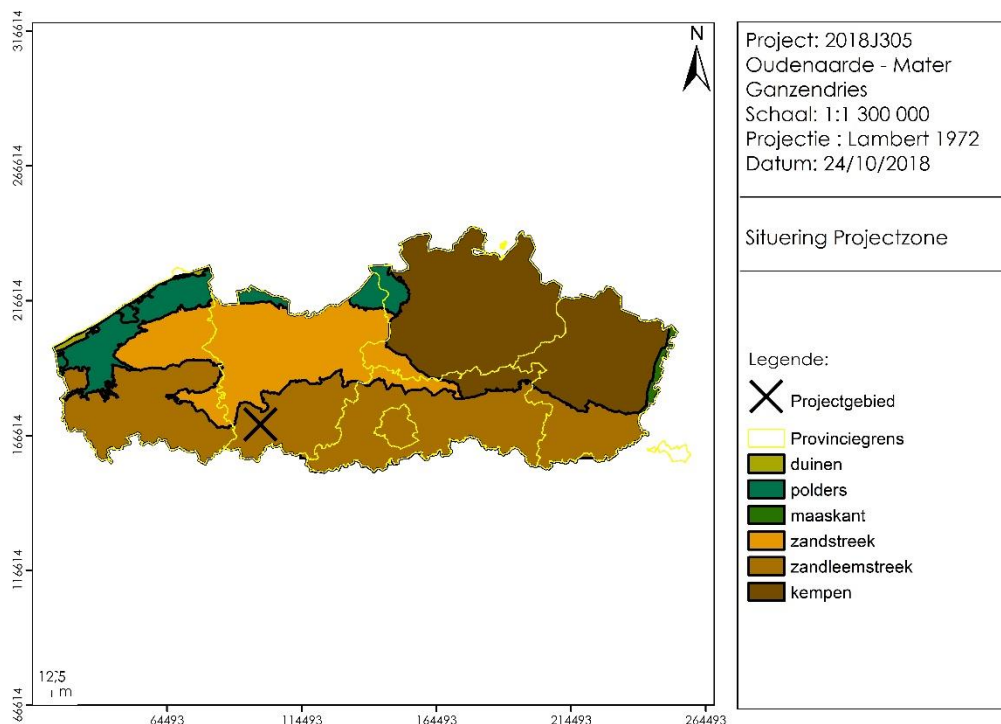 316614
266614
216614
166614
116614
66614
N
12,5
m
64493
114493
164493
214493
264493
Project: 2018J305
Oudenaarde - Mater
Ganzendries
Schaal: 1:1 300 000
Projectie : Lambert 1972
Datum: 24/10/2018
Situering Projectzone
Legende:
Projectgebied
Provinciegrens
duinen
polders
maaskant
zandstreek
zandleemstreek
kempen